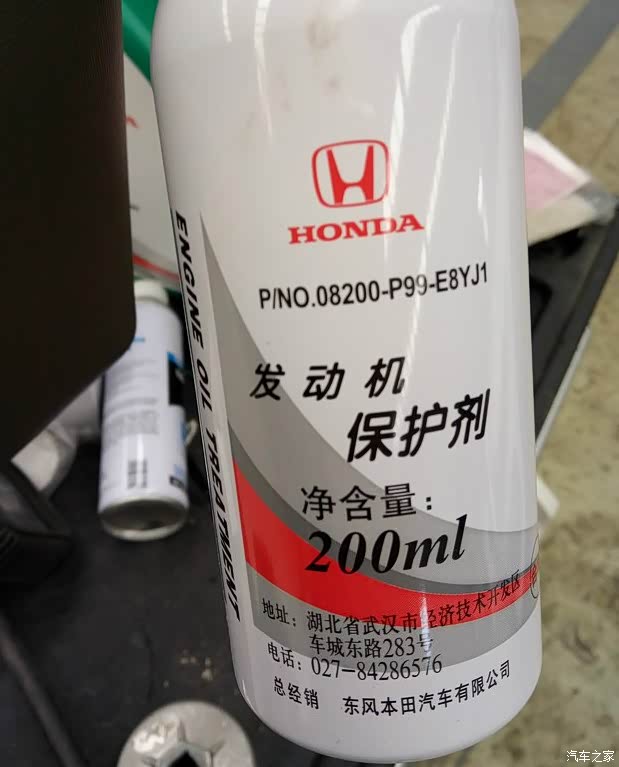 HONDA
P/NO.08200-P99-E8YJ1
ENGINE OIL TREATMENT
发动机
保护剂
净含量:
200ml
地址: 湖北省武汉市经济技术开发区
车城东路283号
电话: 027-84286576
总经销 东风本田汽车有限公司
汽车之家